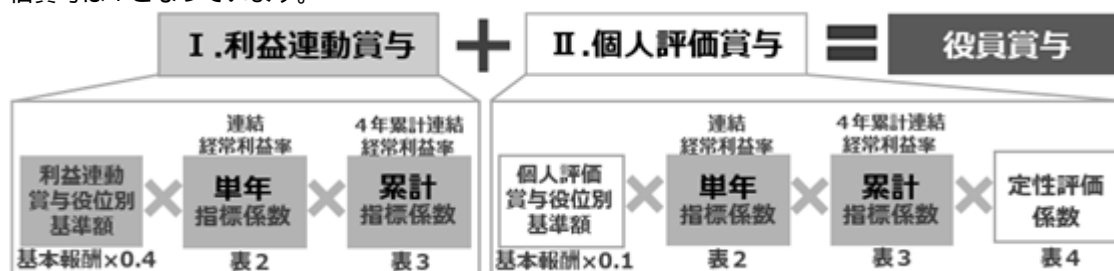 Ⅰ.利益連動賞与 + Ⅱ.個人評価賞与 = 役員賞与
連結
経常利益率
4年累計連結
経常利益率
連結
経常利益率
4年累計連結
経常利益率
利益連動
賞与役位別
基準額
×
単年
指標係数
×
累計
指標係数
個人評価
賞与役位別
基準額
×
単年
指標係数
×
累計
指標係数
×
定性評価
係数
基本報酬×0.4
表2
表3
基本報酬×0.1
表2
表3
表4